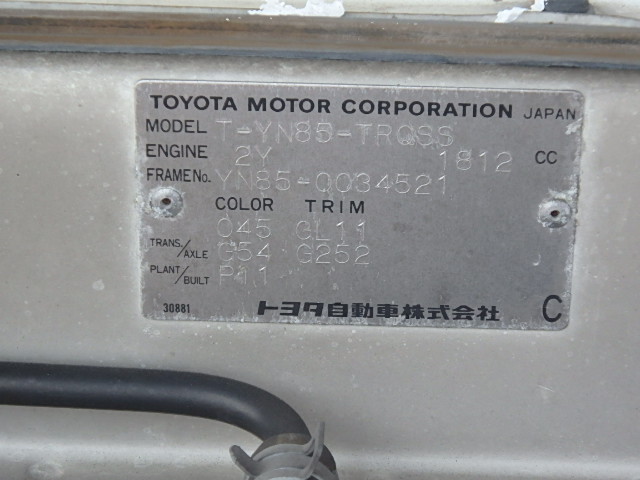 TOYOTA MOTOR CORPORATION JAPAN
MODEL T-YN85-TRQSS
ENGINE 2Y 1812 CC
FRAME No. YN85-0034521
COLOR TRIM
045 GL11
TRANS./AXLE G54 G252
PLANT/BUILT P11
30881 トヨタ自動車株式会社 C